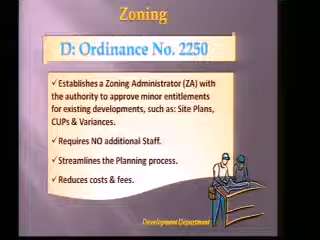 Zoning
D: Ordinance No. 2250
✓Establishes a Zoning Administrator (ZA) with
the authority to approve minor entitlements
for existing developments, such as: Site Plans,
CUPs & Variances.
✓Requires NO additional Staff.
✓Streamlines the Planning process.
✓Reduces costs & fees.
Development Department